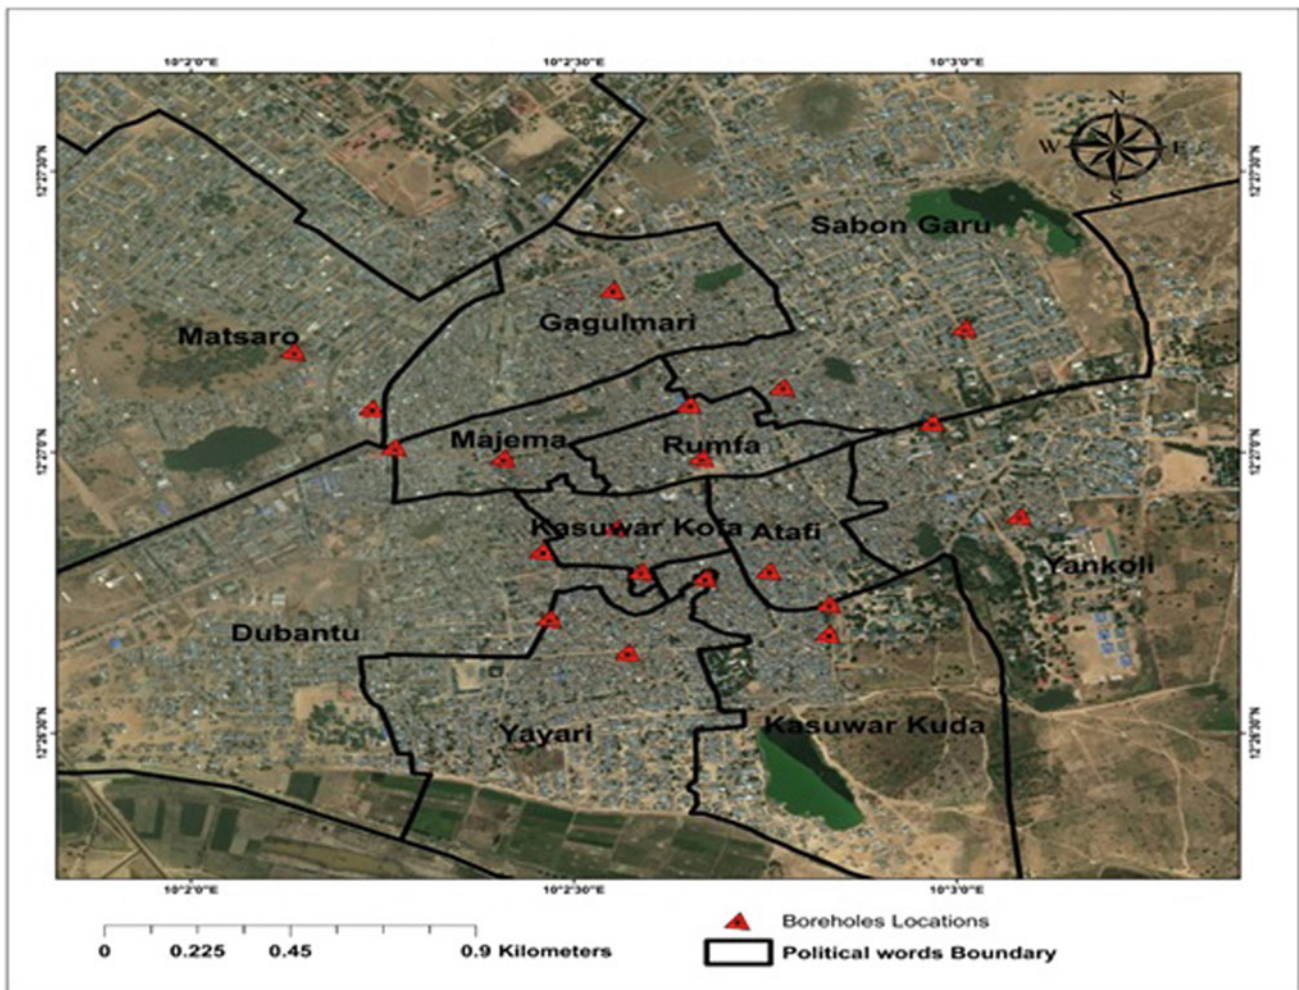 10°2'0"E 10°2'30"E 10°3'0"E
N
W E
S
12°27'30"N 12°27'30"N
Sabon Garu
Gagulmari
Matsaro
Majema Rumfa
12°27'0"N 12°27'0"N
Kasuwar Kofa Atafi
Yankoli
Dubantu
Kasuwar Kuda
Yayari
12°26'30"N 12°26'30"N
10°2'0"E 10°2'30"E 10°3'0"E
0 0.225 0.45 0.9 Kilometers
Boreholes Locations
Political words Boundary